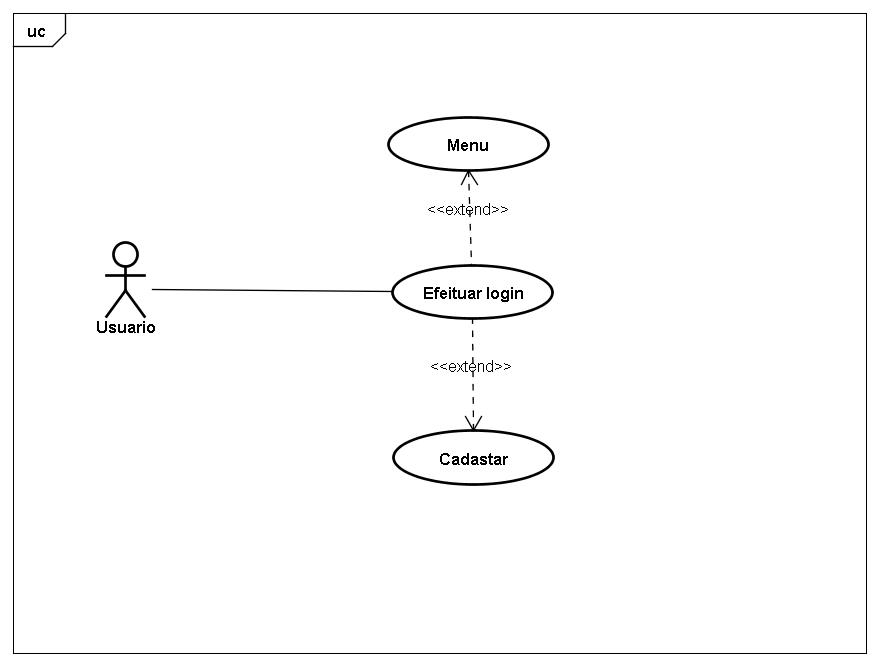 uc
Menu
<<extend>>
Efeituar login
Usuario
<<extend>>
Cadastar